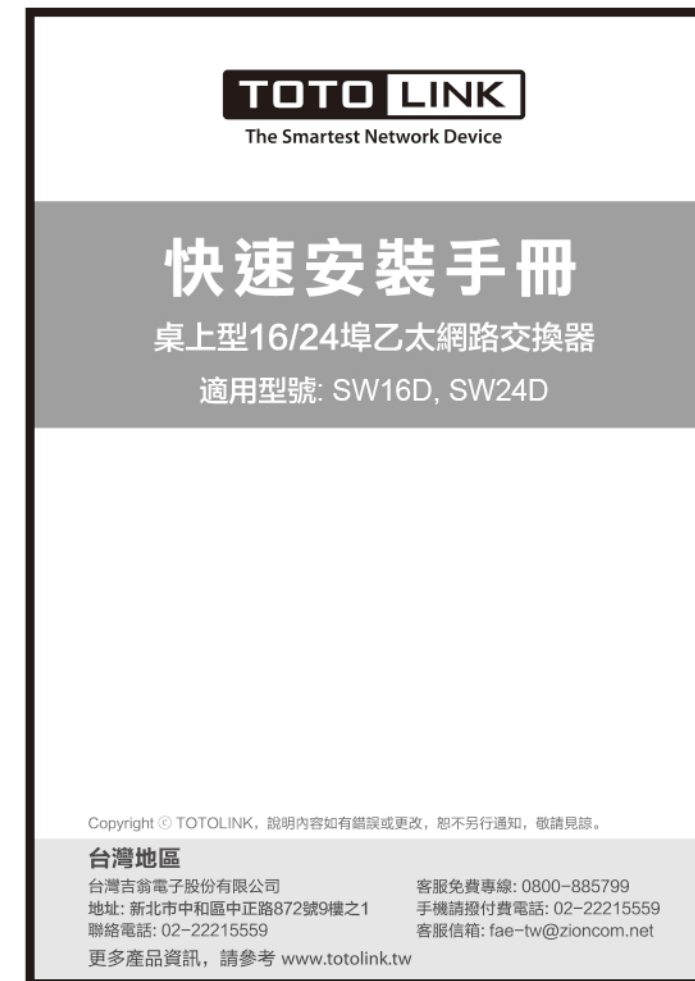 TOTO LINK
The Smartest Network Device
快速安裝手冊
桌上型16/24埠乙太網路交換器
適用型號: SW16D, SW24D
Copyright ⓒ TOTOLINK，說明內容如有錯誤或更改，恕不另行通知，敬請見諒。
台灣地區
台灣吉翁電子股份有限公司
地址: 新北市中和區中正路872號9樓之1
聯絡電話: 02-22215559
客服免費專線: 0800-885799
手機請撥付費電話: 02-22215559
客服信箱: fae-tw@zioncom.net
更多產品資訊，請參考 www.totolink.tw